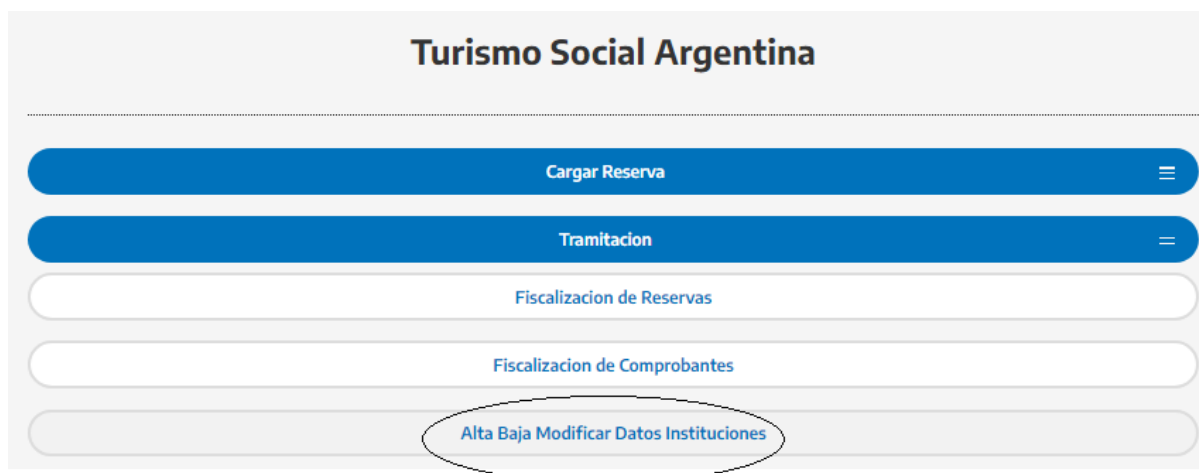 Turismo Social Argentina
Cargar Reserva
Tramitacion
Fiscalizacion de Reservas
Fiscalizacion de Comprobantes
Alta Baja Modificar Datos Instituciones